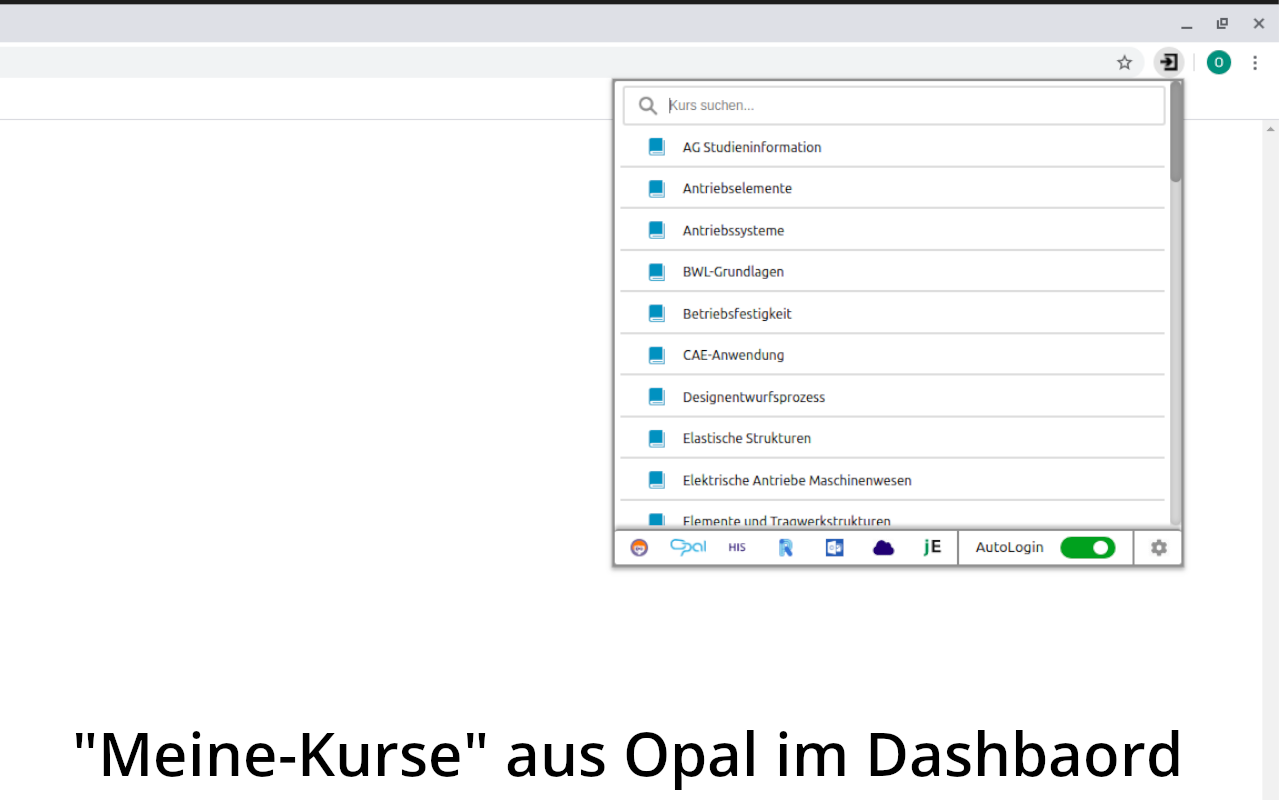 O
Kurs suchen...
AG Studieninformation
Antriebselemente
Antriebssysteme
BWL-Grundlagen
Betriebsfestigkeit
CAE-Anwendung
Designentwurfsprozess
Elastische Strukturen
Elektrische Antriebe Maschinenwesen
Elemente und Tragwerkstrukturen
Opal HIS R jE AutoLogin
"Meine-Kurse" aus Opal im Dashbaord